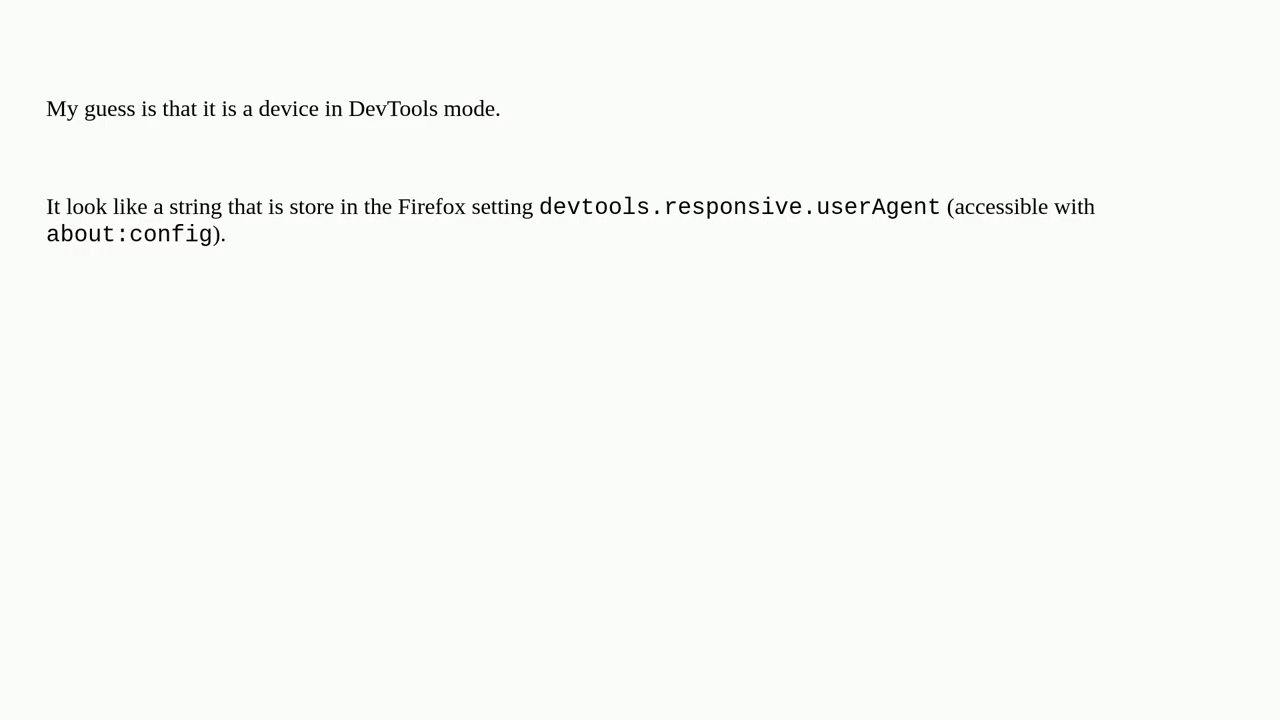 My guess is that it is a device in DevTools mode.
It look like a string that is store in the Firefox setting devtools.responsive.userAgent (accessible with
about:config).